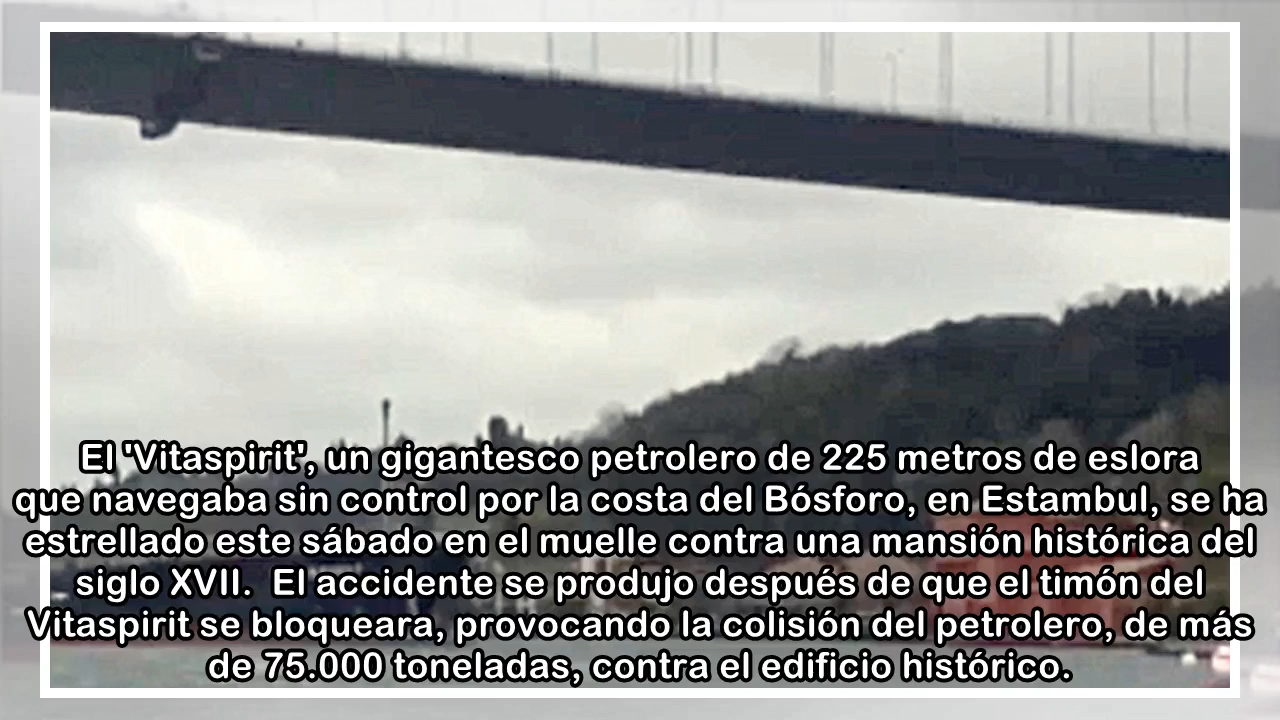 El 'Vitaspirit', un gigantesco petrolero de 225 metros de eslora
que navegaba sin control por la costa del Bósforo, en Estambul, se ha
estrellado este sábado en el muelle contra una mansión histórica del
siglo XVII.  El accidente se produjo después de que el timón del
Vitaspirit se bloqueara, provocando la colisión del petrolero, de más
de 75.000 toneladas, contra el edificio histórico.